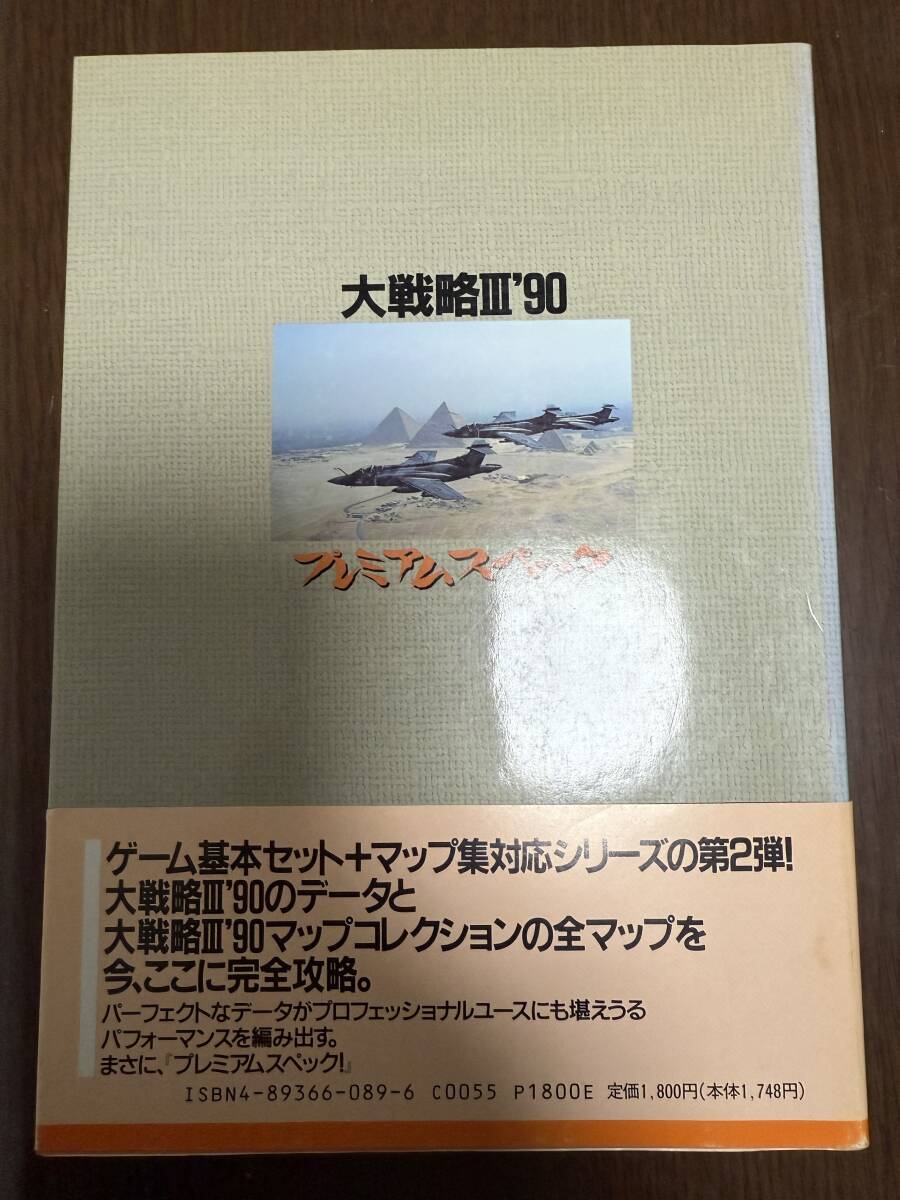 大戦略Ⅲ'90
プレミアムスペック
ゲーム基本セット+マップ集対応シリーズの第2弾!
大戦略Ⅲ'90のデータと
大戦略Ⅲ'90マップコレクションの全マップを
今、ここに完全攻略。
パーフェクトなデータがプロフェッショナルユースにも堪えうる
パフォーマンスを編み出す。
まさに、『プレミアムスペック!』
ISBN4-89366-089-6 C0055 P1800E 定価1,800円(本体1,748円)